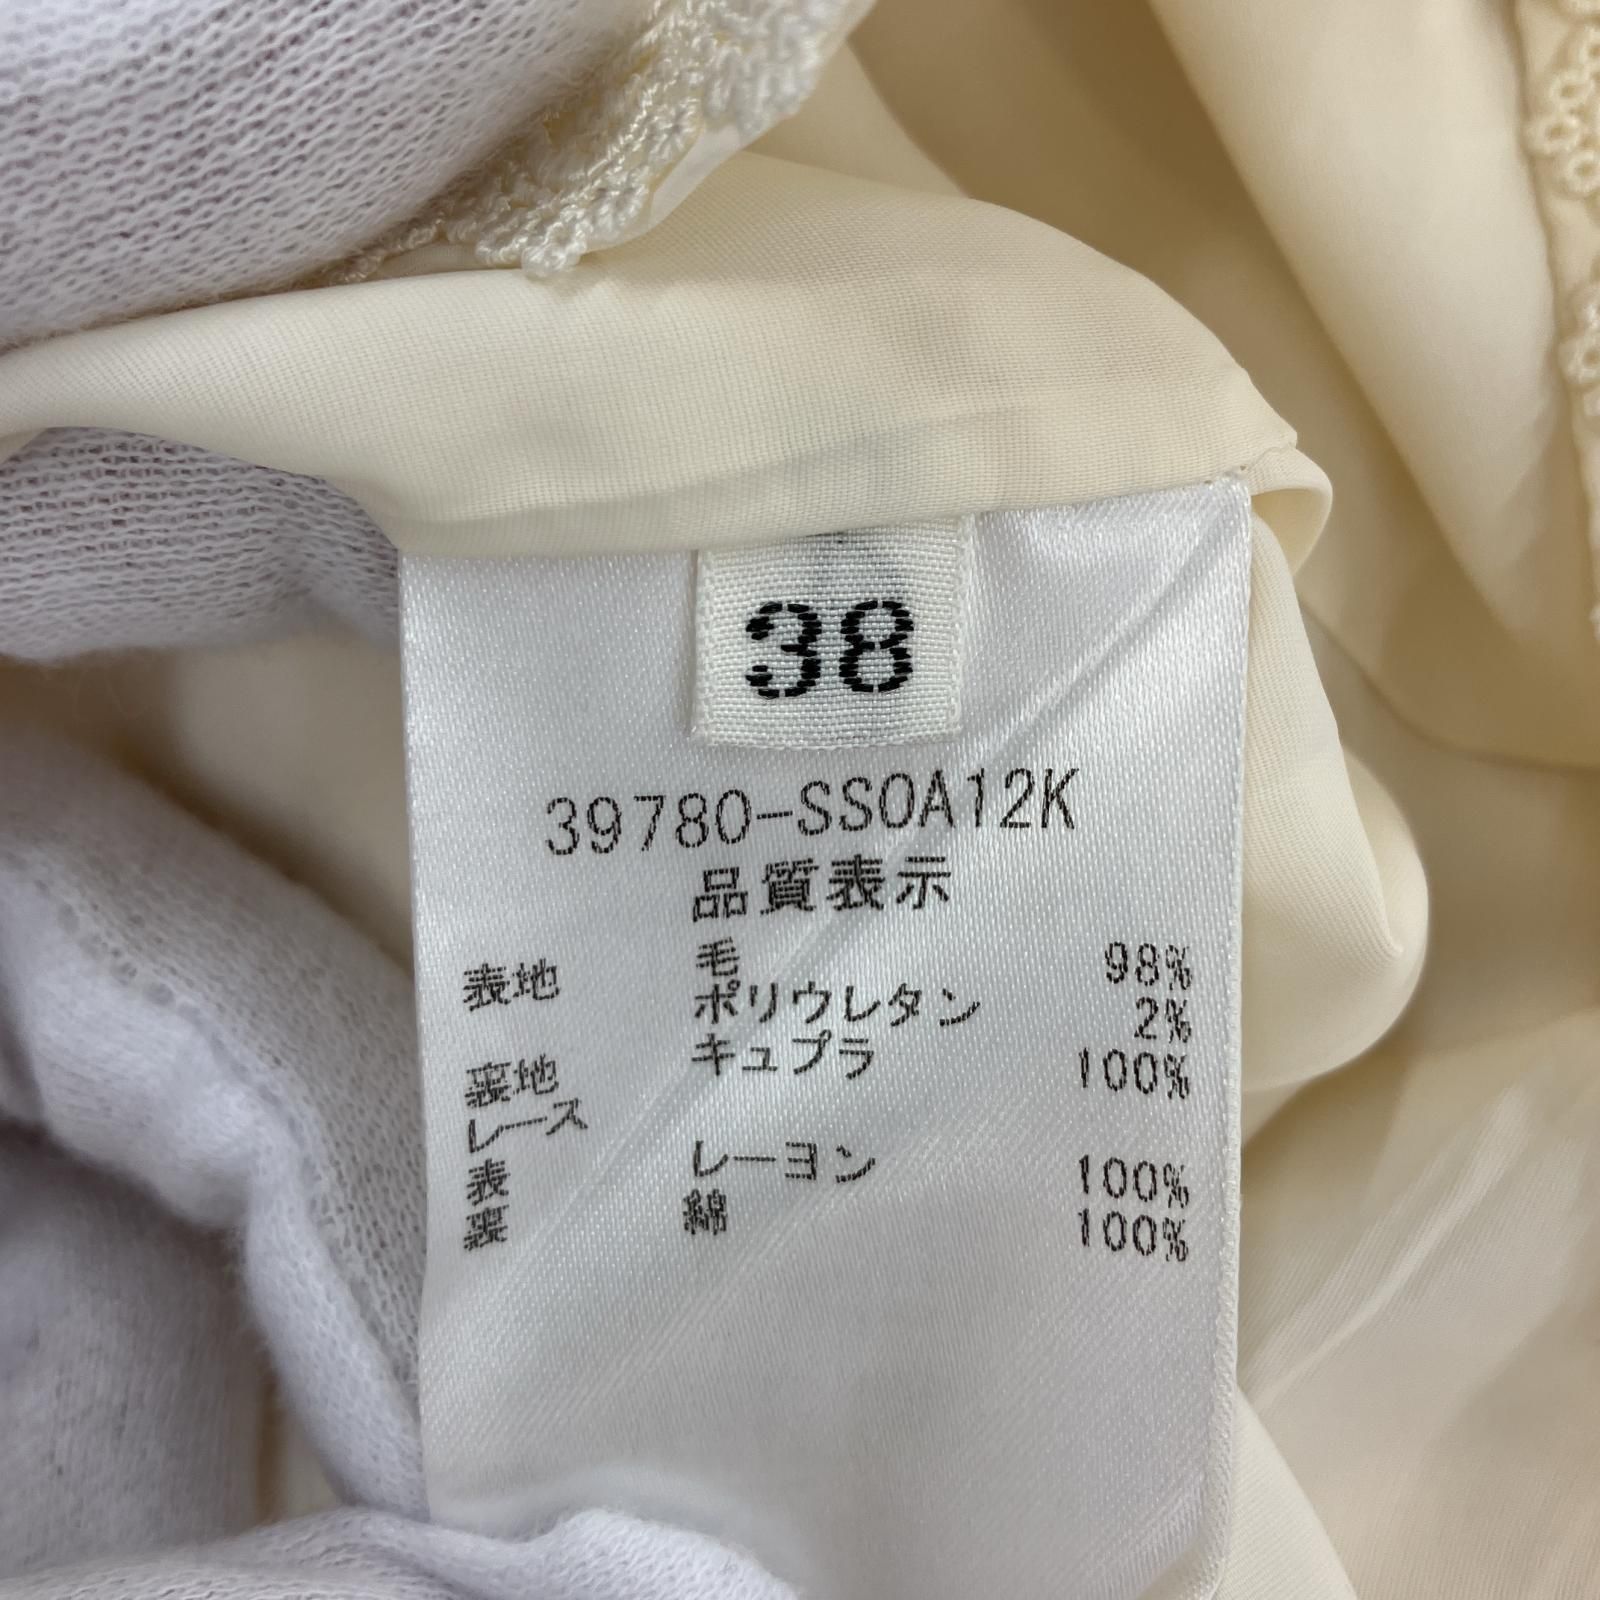 38
39780-SSOA12K
品質表示
表地 毛 98%
ポリウレタン 2%
裏地 キュプラ 100%
レース
表 レーヨン 100%
裏 綿 100%